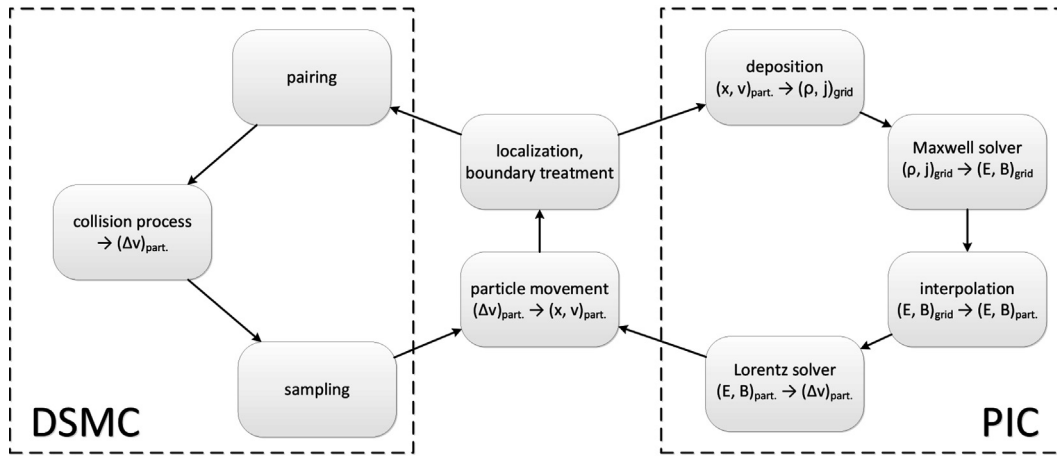 pairing
collision process
→ (Δv)part.
sampling
DSMC
localization,
boundary treatment
particle movement
(Δv)part. → (x, v)part.
deposition
(x, v)part. → (ρ, j)grid
Maxwell solver
(ρ, j)grid → (E, B)grid
interpolation
(E, B)grid → (E, B)part.
Lorentz solver
(E, B)part. → (Δv)part.
PIC